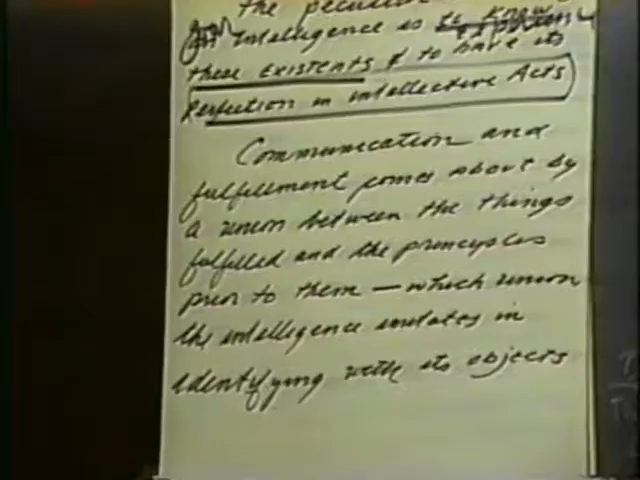 the peculiar
Intelligence is to know
these existents & to have its
Perfection in intellective Acts
Communication and
fulfillment comes about by
a union between the things
fulfilled and the principles
prior to them — which union
the intelligence imitates in
identifying with its objects